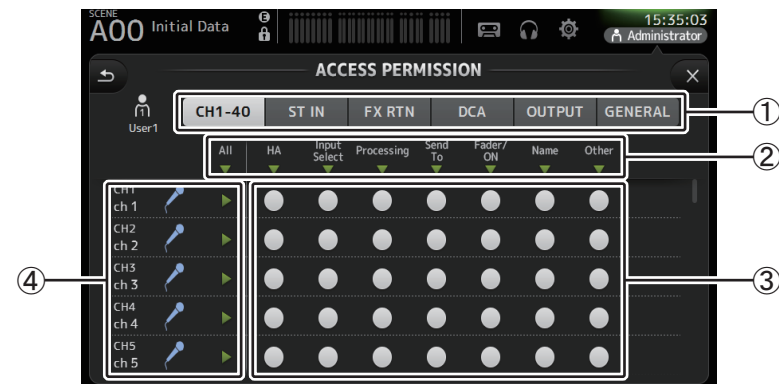 SCENE
A00 Initial Data
E
15:35:03
Administrator
ACCESS PERMISSION
1
User1
CH1-40 ST IN FX RTN DCA OUTPUT GENERAL
①
All HA Input Select Processing Send To Fader/ON Name Other
②
CH1
ch 1
CH2
ch 2
CH3
ch 3
④
③
CH4
ch 4
CH5
ch 5